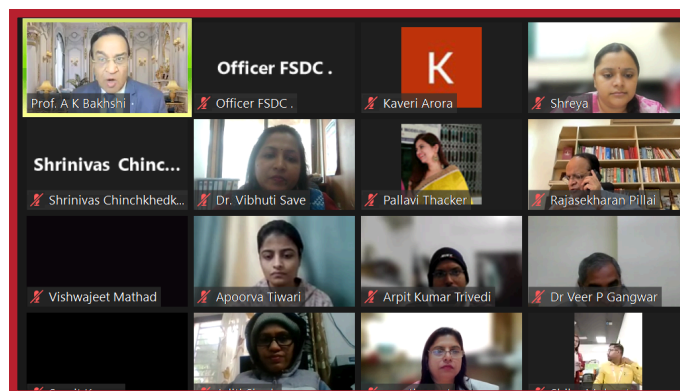 Prof. A K Bakhshi
Officer FSDC .
Officer FSDC .
K
Kaveri Arora
Shreya
Shrinivas Chinc...
Shrinivas Chinchkhedk...
Dr. Vibhuti Save
Pallavi Thacker
Rajasekharan Pillai
Vishwajeet Mathad
Apoorva Tiwari
Arpit Kumar Trivedi
Dr Veer P Gangwar